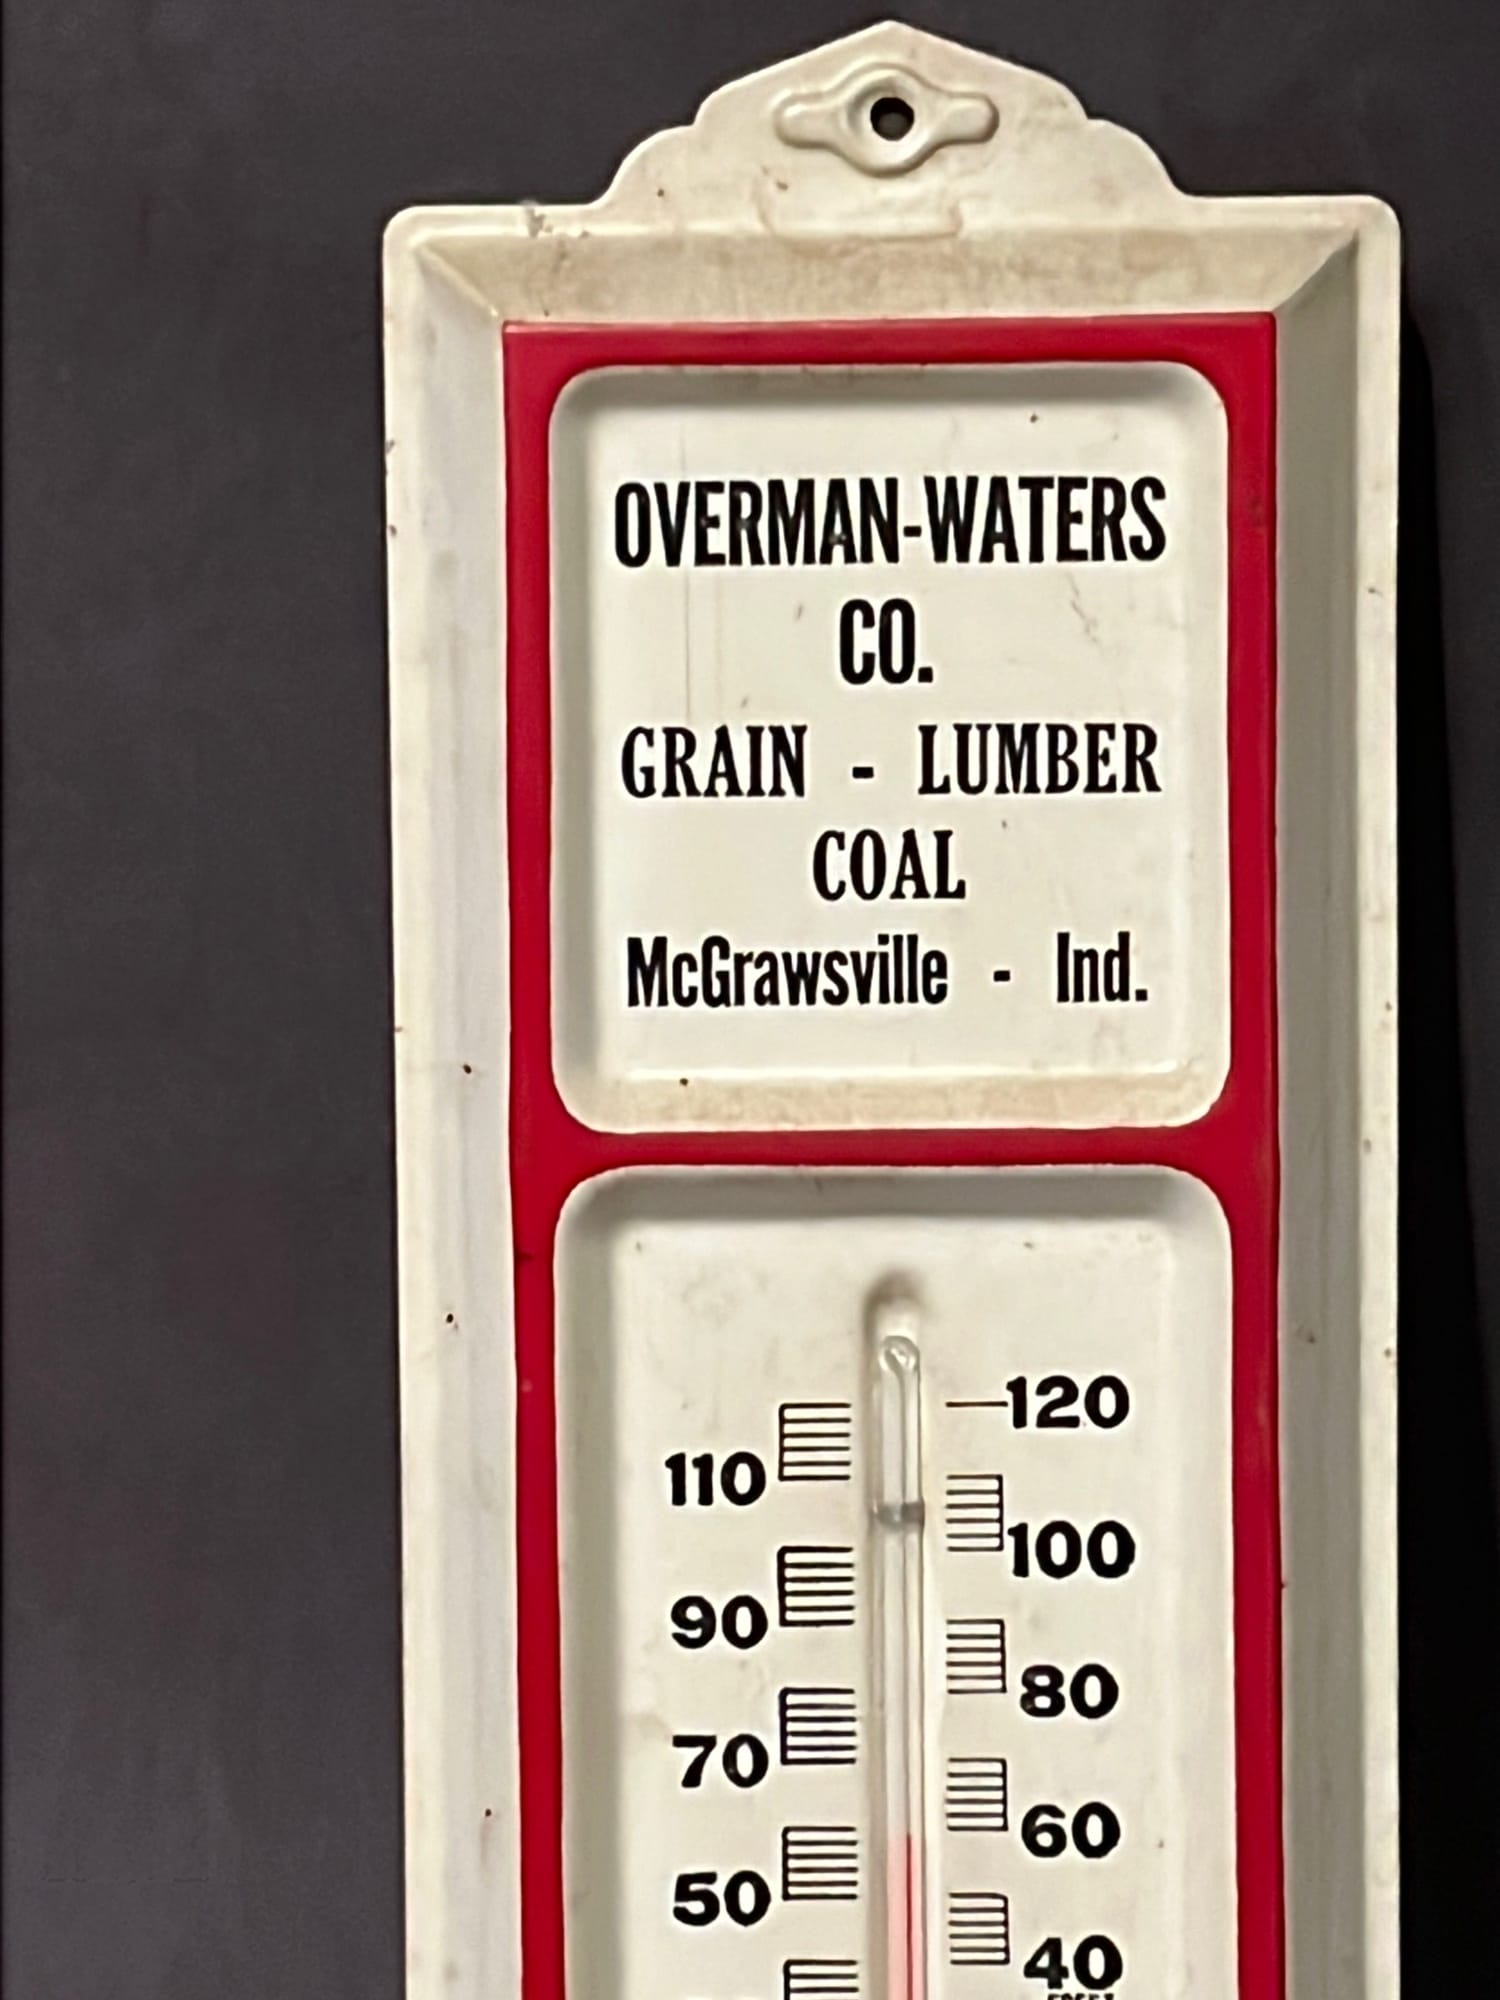 OVERMAN-WATERS
CO.
GRAIN - LUMBER
COAL
McGrawsville - Ind.
120
110
100
90
80
70
60
50
40